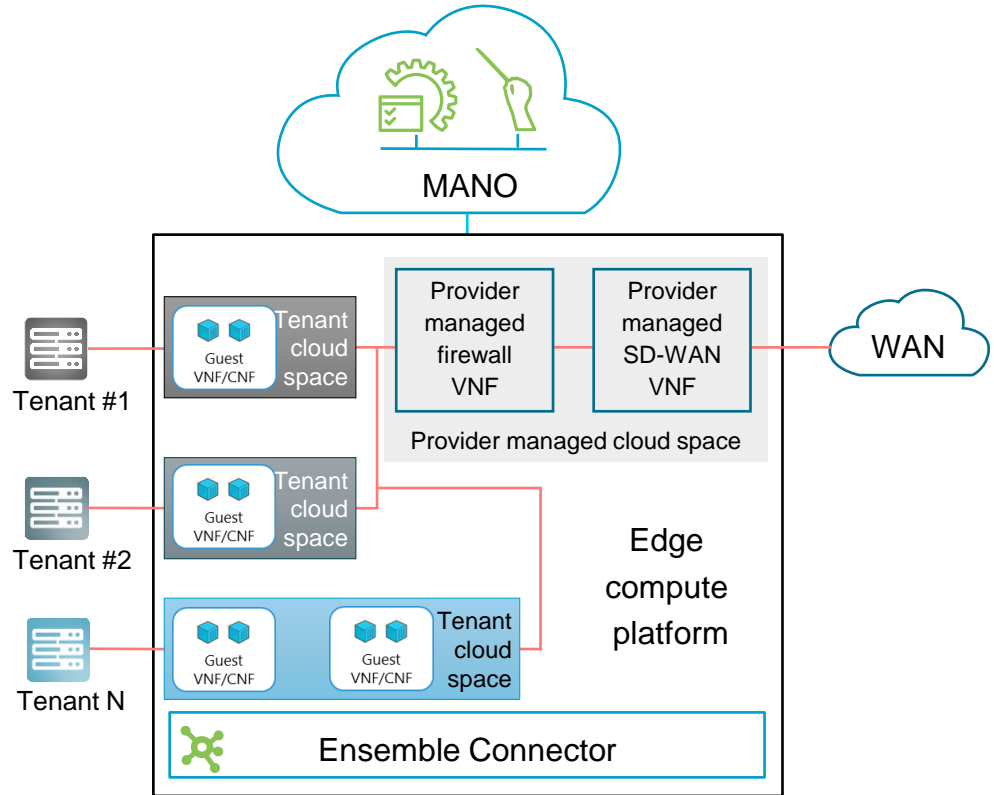 MANO
Provider
managed
firewall
VNF
Provider
managed
SD-WAN
VNF
Provider managed cloud space
WAN
Tenant #1
Guest
VNF/CNF
Tenant
cloud
space
Tenant #2
Guest
VNF/CNF
Tenant
cloud
space
Tenant N
Guest
VNF/CNF
Guest
VNF/CNF
Tenant
cloud
space
Edge
compute
platform
Ensemble Connector